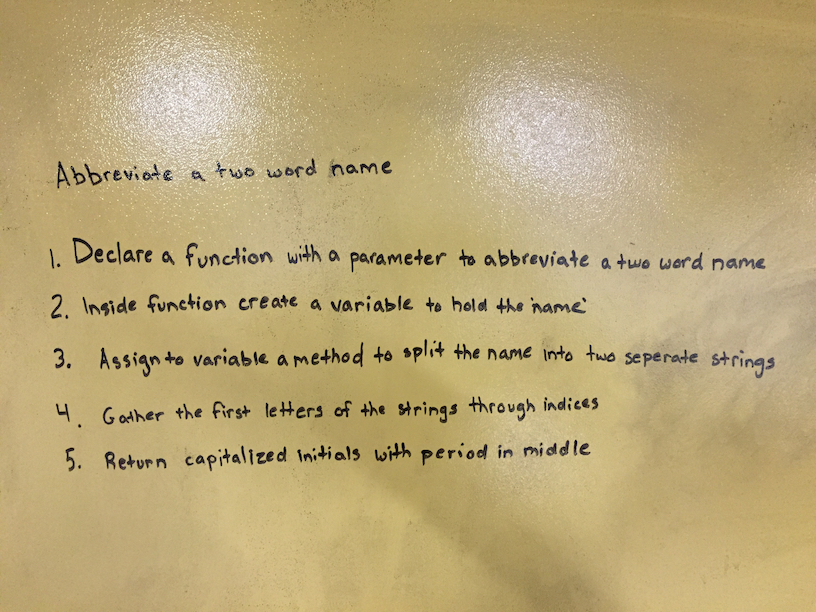 Abbreviate a two word name
1. Declare a function with a parameter to abbreviate a two word name
2. Inside function create a variable to hold the 'name'
3. Assign to variable a method to split the name into two seperate strings
4. Gather the first letters of the strings through indices
5. Return capitalized initials with period in middle